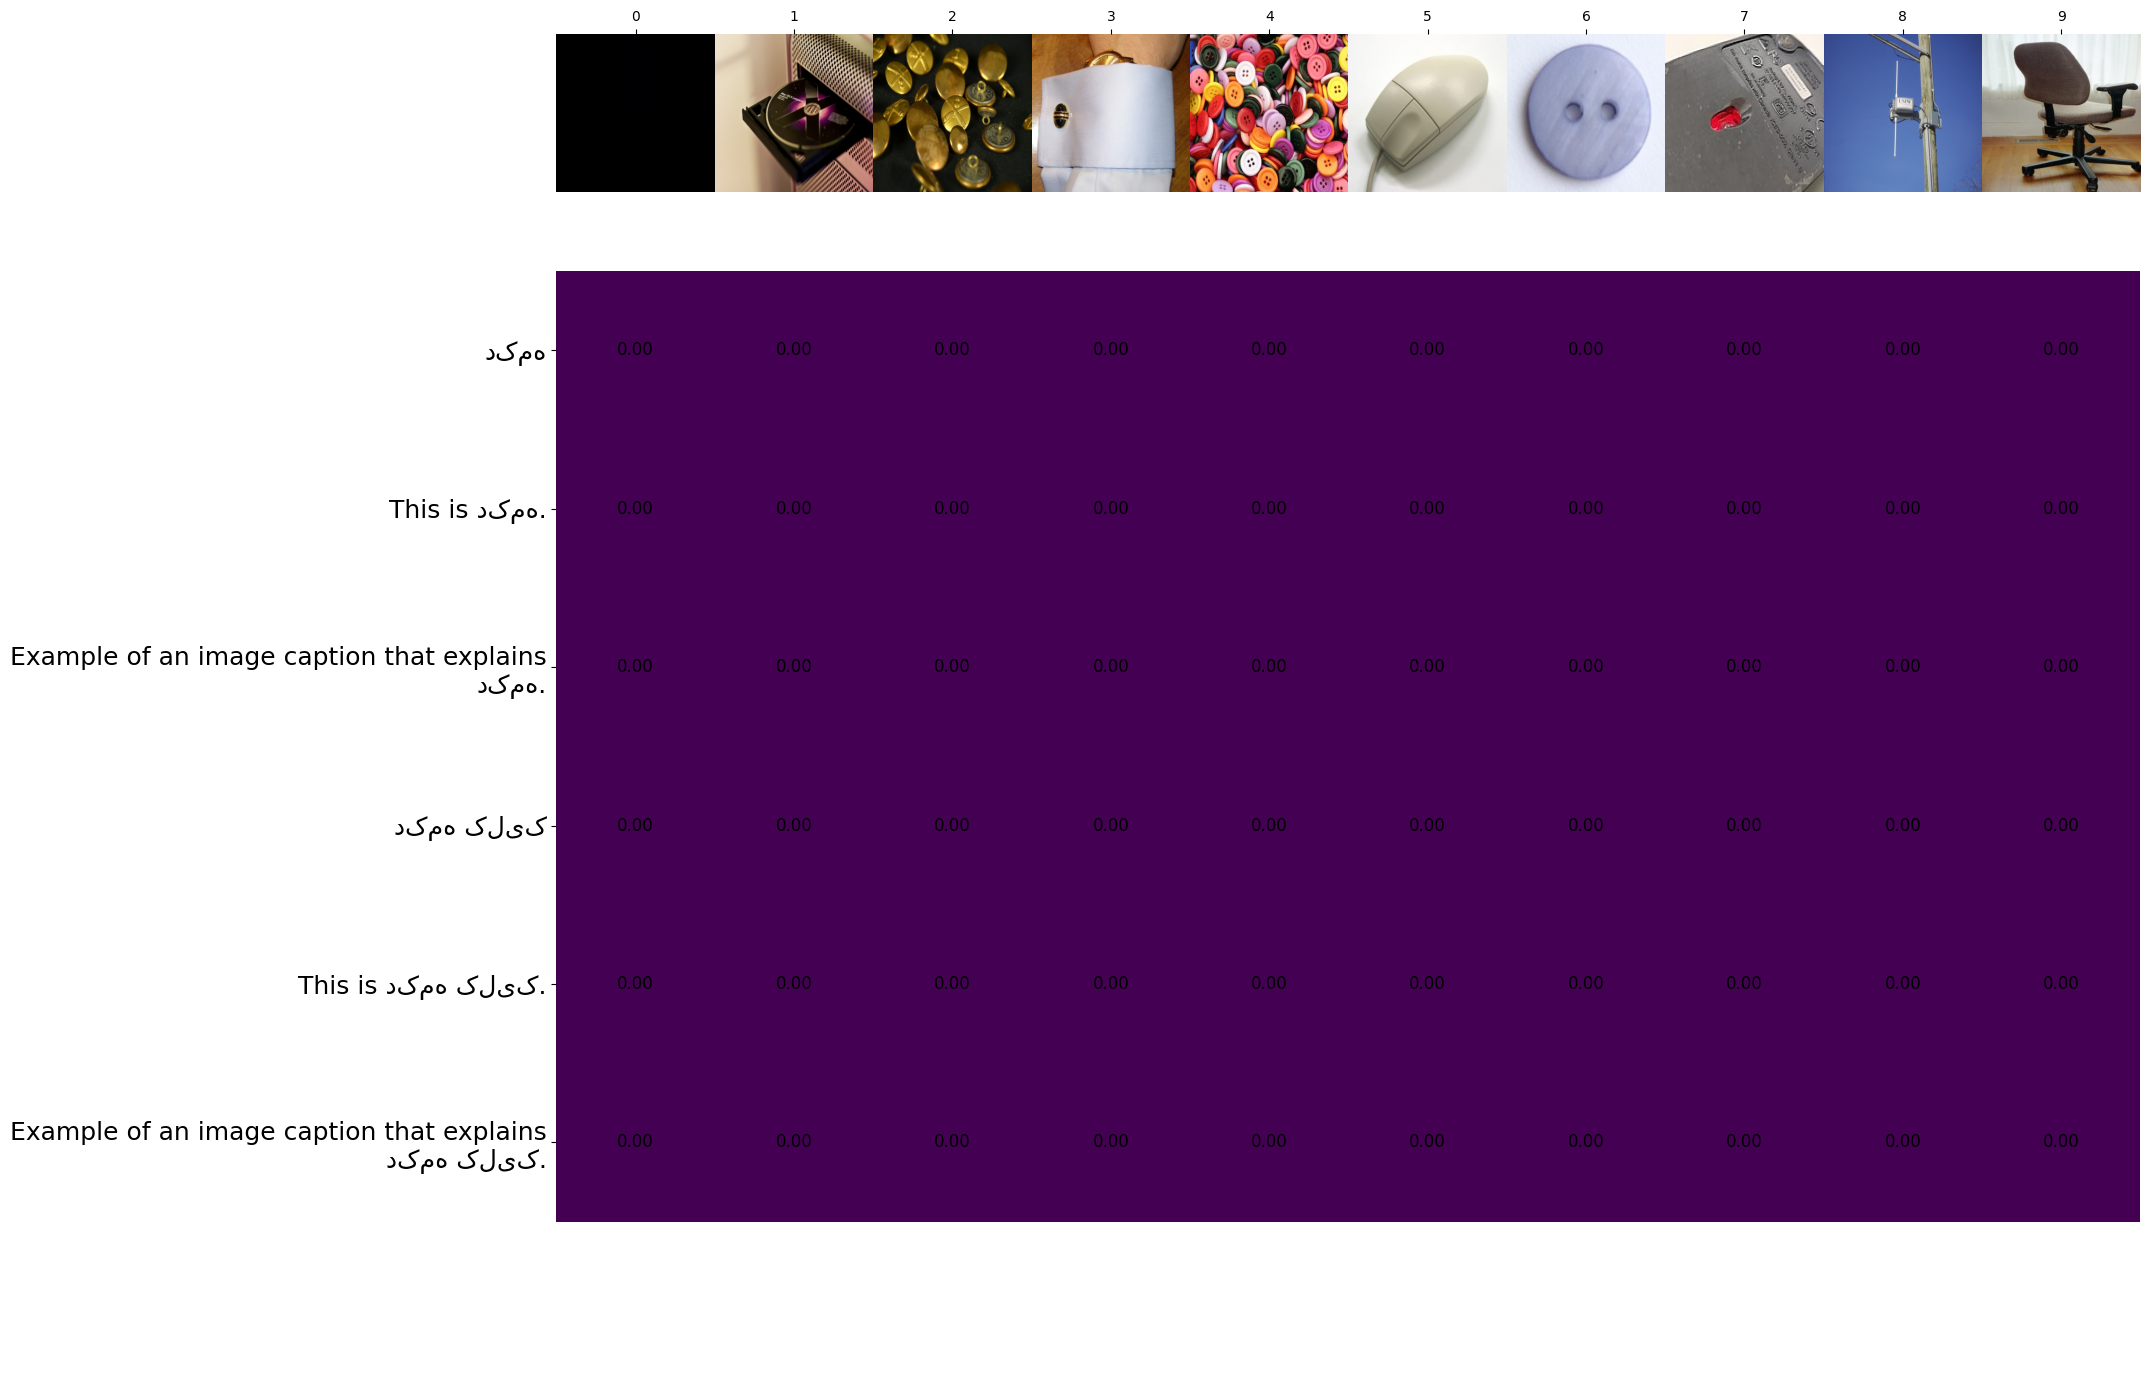 0 1 2 3 4 5 6 7 8 9
دکمه 0.00 0.00 0.00 0.00 0.00 0.00 0.00 0.00 0.00 0.00
This is دکمه. 0.00 0.00 0.00 0.00 0.00 0.00 0.00 0.00 0.00 0.00
Example of an image caption that explains
دکمه. 0.00 0.00 0.00 0.00 0.00 0.00 0.00 0.00 0.00 0.00
دکمه کلیک 0.00 0.00 0.00 0.00 0.00 0.00 0.00 0.00 0.00 0.00
This is دکمه کلیک. 0.00 0.00 0.00 0.00 0.00 0.00 0.00 0.00 0.00 0.00
Example of an image caption that explains
دکمه کلیک. 0.00 0.00 0.00 0.00 0.00 0.00 0.00 0.00 0.00 0.00